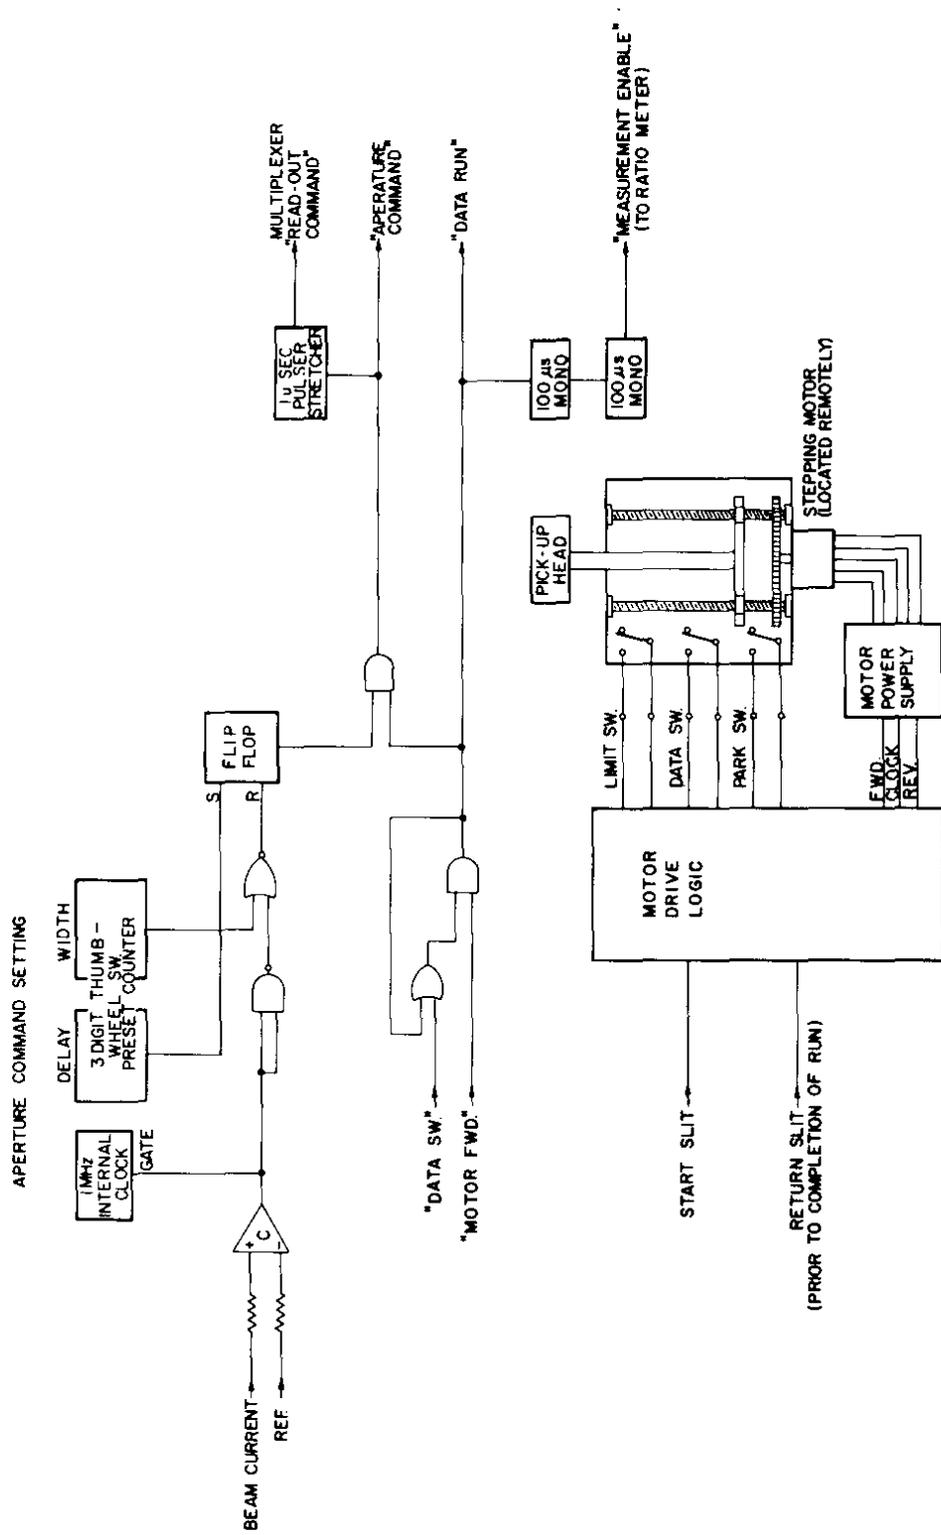 APERTURE COMMAND SETTING
DELAY
WIDTH
1MHz
INTERNAL
CLOCK
GATE
3 DIGIT THUMB-
WHEEL SW.
PRESET COUNTER
S
R
FLIP
FLOP
BEAM CURRENT
REF.
+
C
-
1u SEC
PULSER
STRETCHER
MULTIPLEXER
"READ-OUT
COMMAND"
"APERATURE
COMMAND"
"DATA SW."
"MOTOR FWD."
"DATA RUN"
100 µs
MONO
100 µs
MONO
"MEASUREMENT ENABLE"
(TO RATIO METER)
PICK-UP
HEAD
START SLIT
RETURN SLIT
(PRIOR TO COMPLETION OF RUN)
MOTOR
DRIVE
LOGIC
LIMIT SW.
DATA SW.
PARK SW.
FWD.
CLOCK
REV.
MOTOR
POWER
SUPPLY
STEPPING MOTOR
(LOCATED REMOTELY)